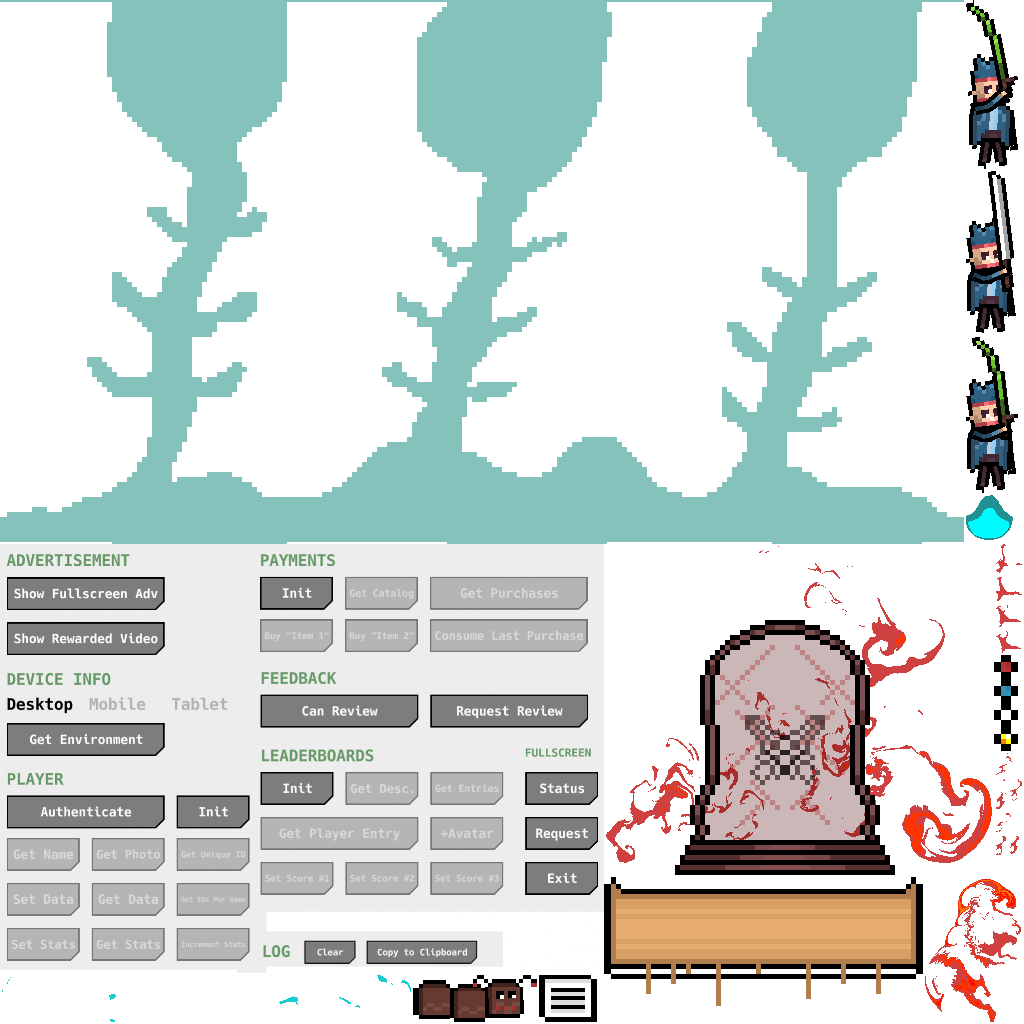 ADVERTISEMENT
Show Fullscreen Adv
Show Rewarded Video
DEVICE INFO
Desktop Mobile Tablet
Get Environment
PLAYER
Authenticate Init
Get Name Get Photo Get Unique ID
Set Data Get Data Get IDs Per Game
Set Stats Get Stats Increment Stats
PAYMENTS
Init Get Catalog Get Purchases
Buy "Item 1" Buy "Item 2" Consume Last Purchase
FEEDBACK
Can Review Request Review
LEADERBOARDS
Init Get Desc. Get Entries
Get Player Entry +Avatar
Set Score #1 Set Score #2 Set Score #3
FULLSCREEN
Status
Request
Exit
LOG Clear Copy to Clipboard